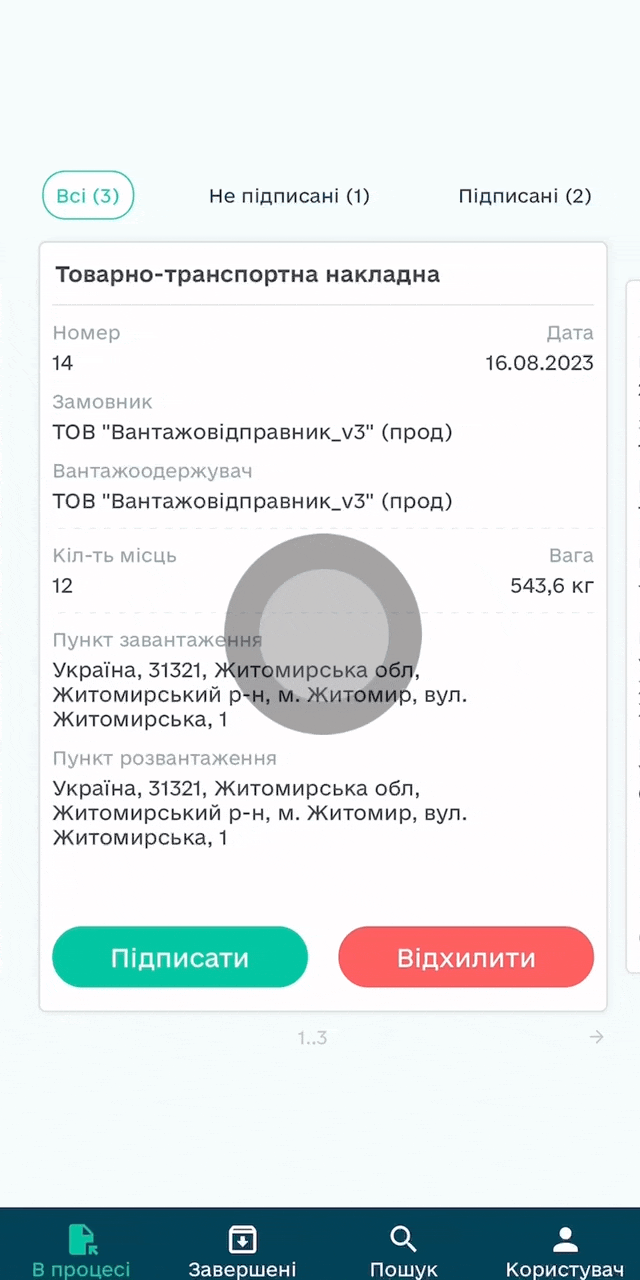 Всі (3) Не підписані (1) Підписані (2)
Товарно-транспортна накладна
Номер Дата
14 16.08.2023
Замовник
ТОВ "Вантажовідправник_v3" (прод)
Вантажоодержувач
ТОВ "Вантажовідправник_v3" (прод)
Кіл-ть місць Вага
12 543,6 кг
Пункт завантаження
Україна, 31321, Житомирська обл,
Житомирський р-н, м. Житомир, вул.
Житомирська, 1
Пункт розвантаження
Україна, 31321, Житомирська обл,
Житомирський р-н, м. Житомир, вул.
Житомирська, 1
Підписати Відхилити
1..3 →
В процесі Завершені Пошук Користувач